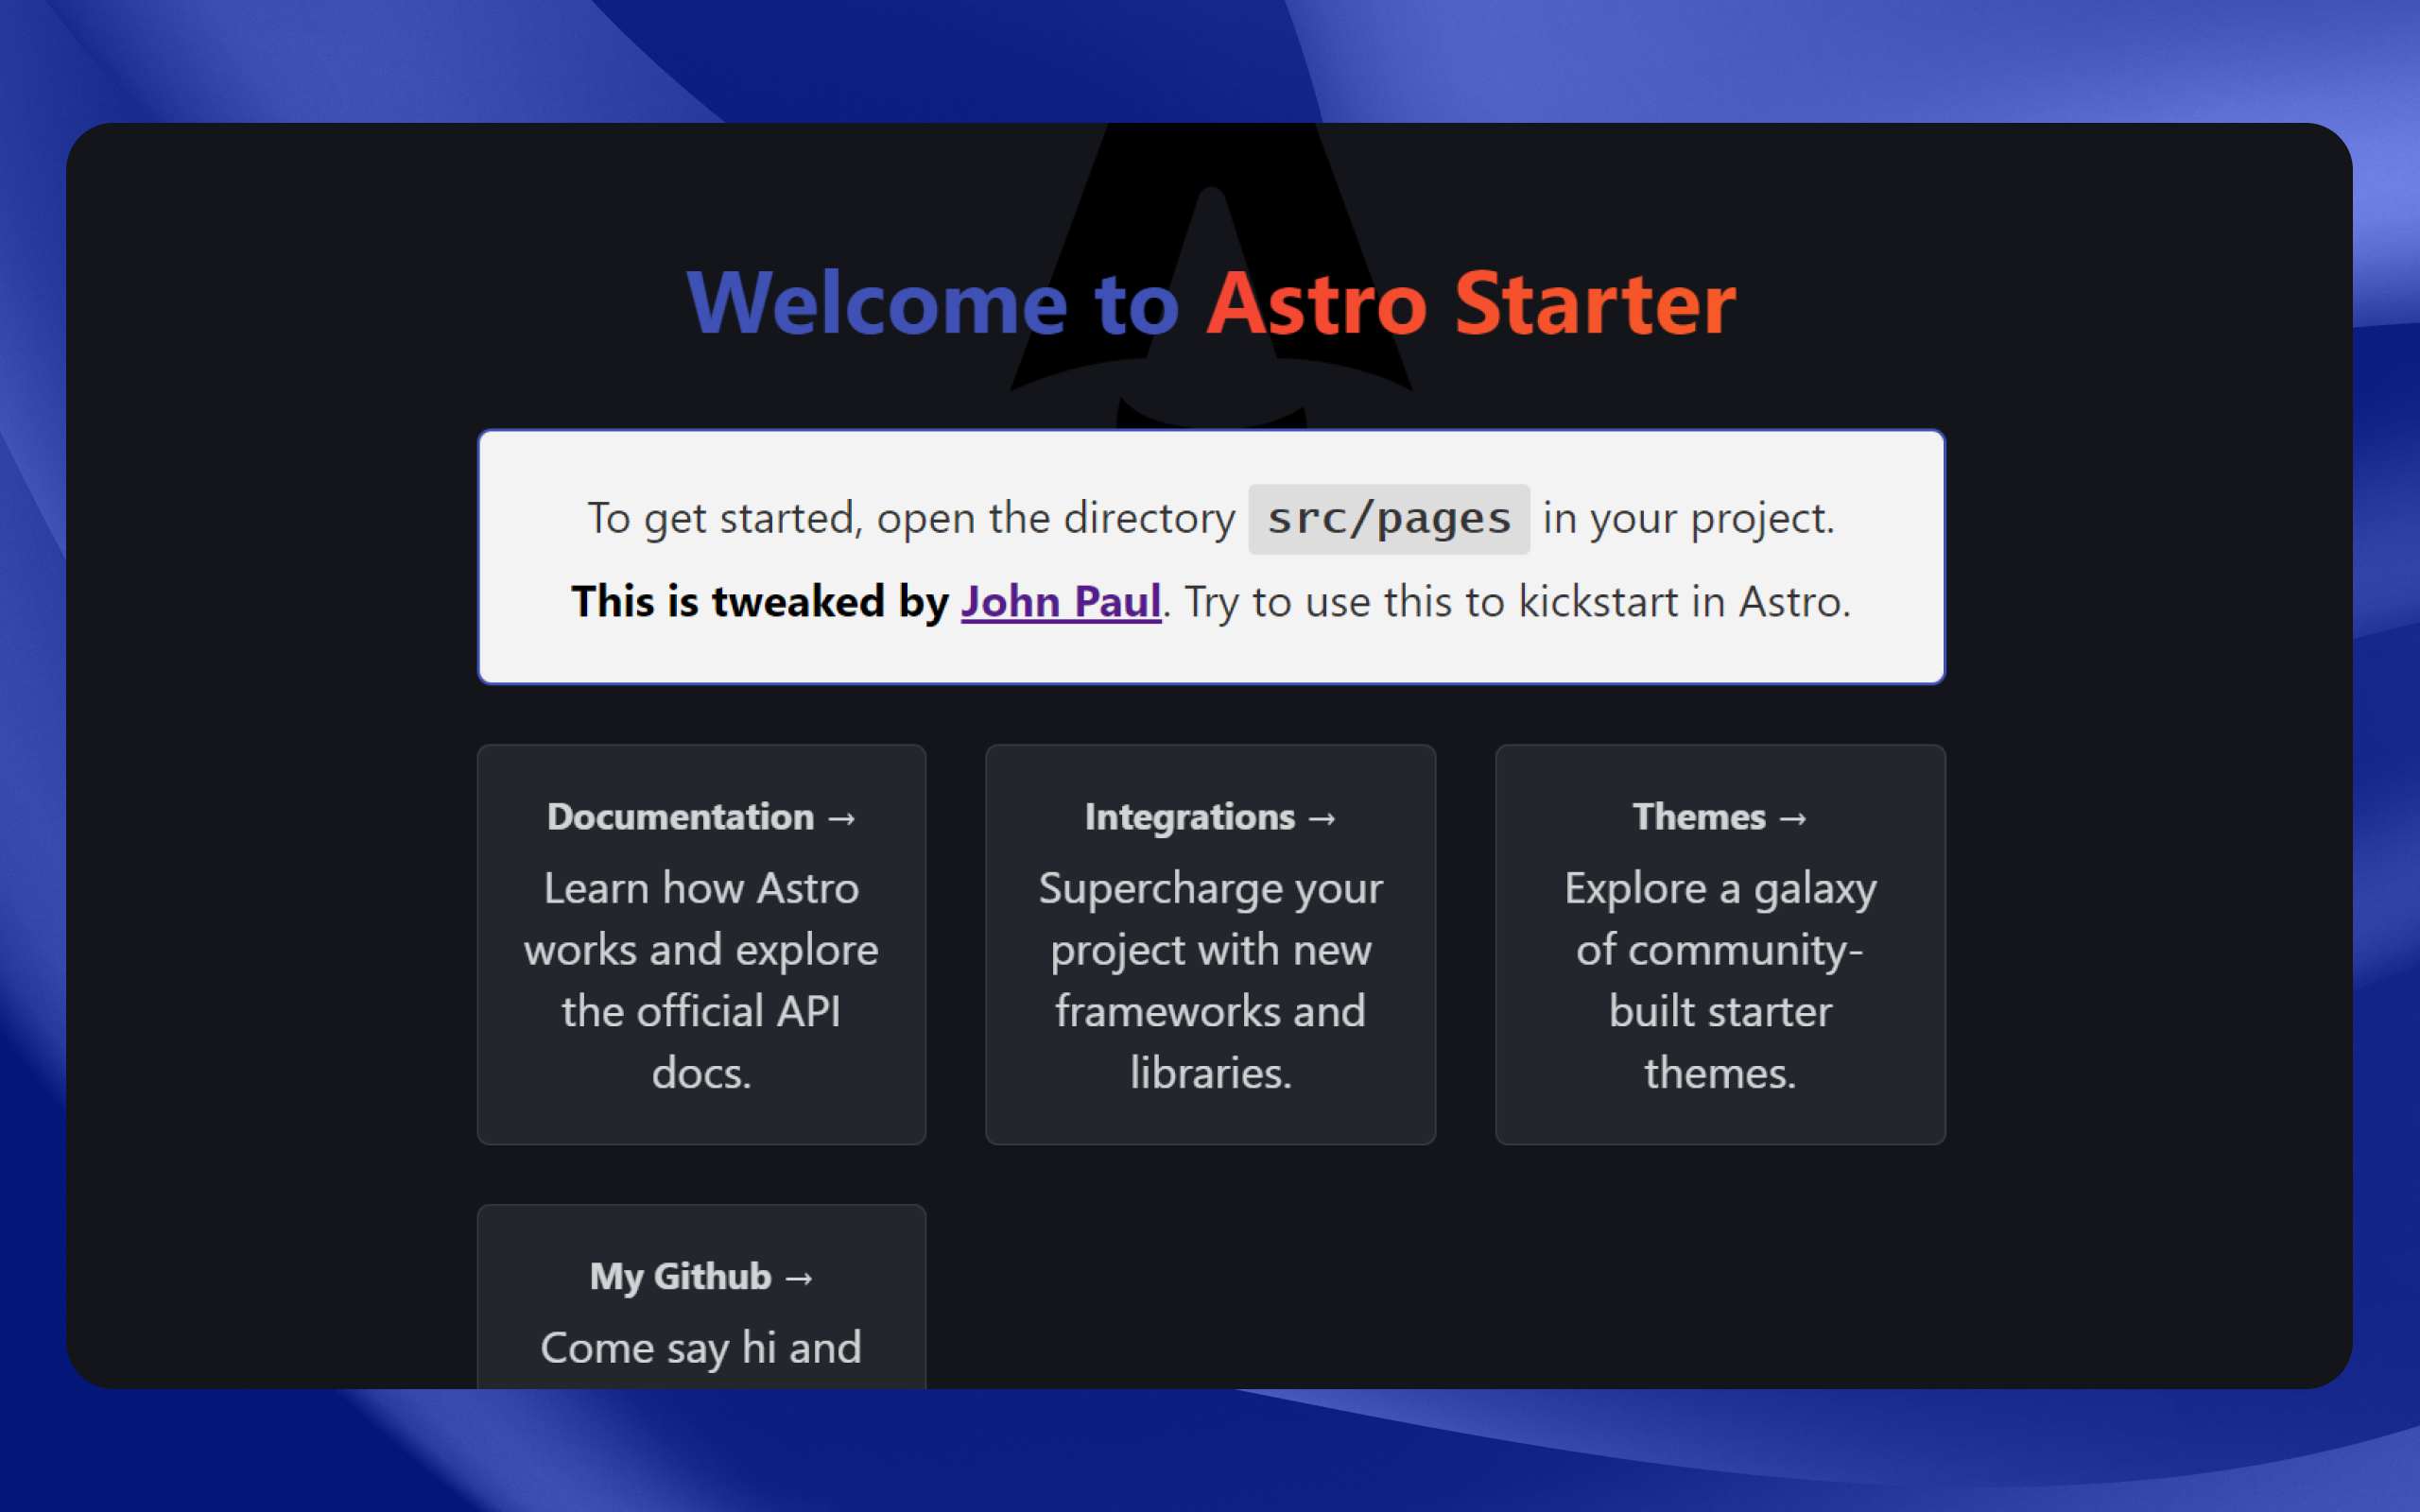 Welcome to Astro Starter
To get started, open the directory src/pages in your project.
This is tweaked by John Paul. Try to use this to kickstart in Astro.
Documentation →
Learn how Astro
works and explore
the official API
docs.
Integrations →
Supercharge your
project with new
frameworks and
libraries.
Themes →
Explore a galaxy
of community-
built starter
themes.
My Github →
Come say hi and